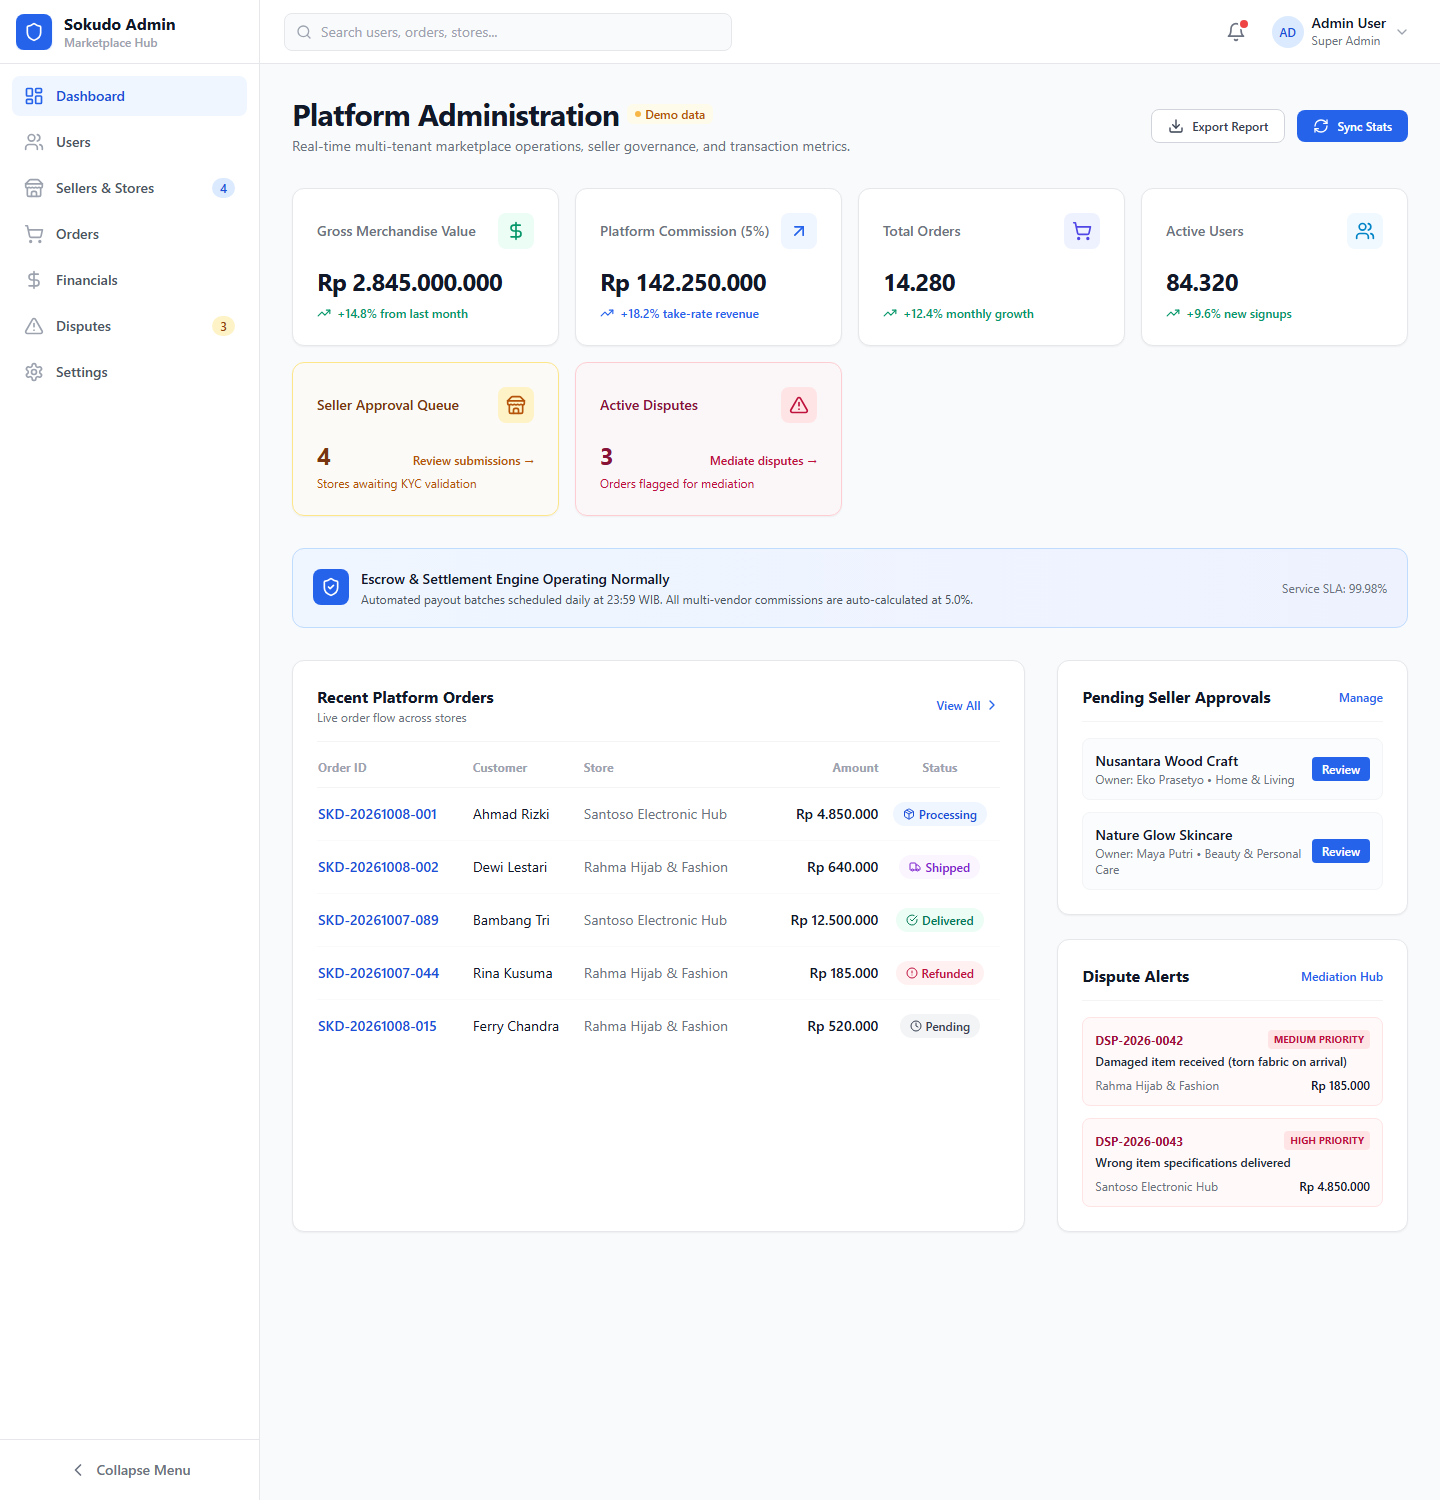 Sokudo Admin
Marketplace Hub
Search users, orders, stores...
AD
Admin User
Super Admin
Dashboard
Users
Sellers & Stores 4
Orders
Financials
Disputes 3
Settings
Collapse Menu
Platform Administration
Demo data
Real-time multi-tenant marketplace operations, seller governance, and transaction metrics.
Export Report
Sync Stats
Gross Merchandise Value
Rp 2.845.000.000
+14.8% from last month
Platform Commission (5%)
Rp 142.250.000
+18.2% take-rate revenue
Total Orders
14.280
+12.4% monthly growth
Active Users
84.320
+9.6% new signups
Seller Approval Queue
4 Review submissions →
Stores awaiting KYC validation
Active Disputes
3 Mediate disputes →
Orders flagged for mediation
Escrow & Settlement Engine Operating Normally
Automated payout batches scheduled daily at 23:59 WIB. All multi-vendor commissions are auto-calculated at 5.0%.
Service SLA: 99.98%
Recent Platform Orders
Live order flow across stores
View All
Order ID Customer Store Amount Status
SKD-20261008-001 Ahmad Rizki Santoso Electronic Hub Rp 4.850.000 Processing
SKD-20261008-002 Dewi Lestari Rahma Hijab & Fashion Rp 640.000 Shipped
SKD-20261007-089 Bambang Tri Santoso Electronic Hub Rp 12.500.000 Delivered
SKD-20261007-044 Rina Kusuma Rahma Hijab & Fashion Rp 185.000 Refunded
SKD-20261008-015 Ferry Chandra Rahma Hijab & Fashion Rp 520.000 Pending
Pending Seller Approvals Manage
Nusantara Wood Craft
Owner: Eko Prasetyo • Home & Living
Review
Nature Glow Skincare
Owner: Maya Putri • Beauty & Personal
Care
Review
Dispute Alerts Mediation Hub
DSP-2026-0042 MEDIUM PRIORITY
Damaged item received (torn fabric on arrival)
Rahma Hijab & Fashion Rp 185.000
DSP-2026-0043 HIGH PRIORITY
Wrong item specifications delivered
Santoso Electronic Hub Rp 4.850.000